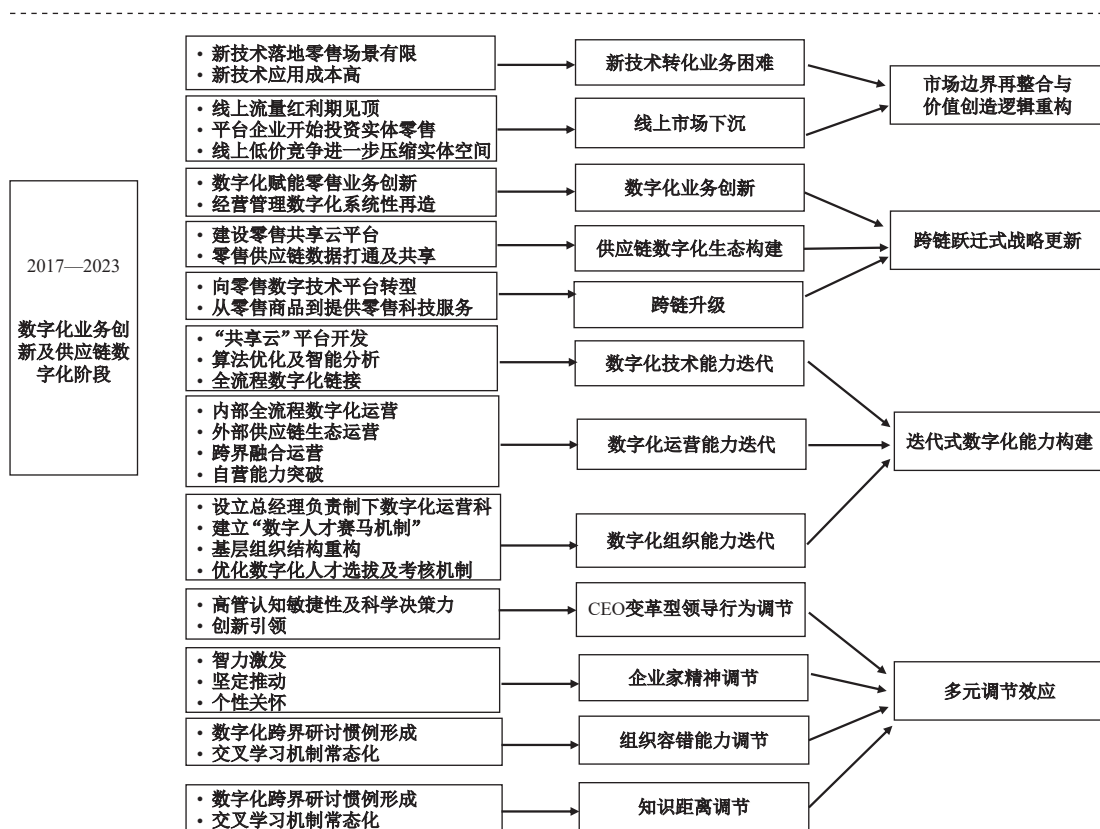 2017—2023
数字化业务创
新及供应链数
字化阶段
• 新技术落地零售场景有限
• 新技术应用成本高
新技术转化业务困难
• 线上流量红利期见顶
• 平台企业开始投资实体零售
• 线上低价竞争进一步压缩实体空间
线上市场下沉
市场边界再整合与
价值创造逻辑重构
• 数字化赋能零售业务创新
• 经营管理数字化系统性再造
数字化业务创新
• 建设零售共享云平台
• 零售供应链数据打通及共享
供应链数字化生态构建
• 向零售数字技术平台转型
• 从零售商品到提供零售科技服务
跨链升级
跨链跃迁式战略更新
• “共享云”平台开发
• 算法优化及智能分析
• 全流程数字化链接
数字化技术能力迭代
• 内部全流程数字化运营
• 外部供应链生态运营
• 跨界融合运营
• 自营能力突破
数字化运营能力迭代
• 设立总经理负责制下数字化运营科
• 建立“数字人才赛马机制”
• 基层组织结构重构
• 优化数字化人才选拔及考核机制
数字化组织能力迭代
迭代式数字化能力构建
• 高管认知敏捷性及科学决策力
• 创新引领
CEO变革型领导行为调节
• 智力激发
• 坚定推动
• 个性关怀
企业家精神调节
• 数字化跨界研讨惯例形成
• 交叉学习机制常态化
组织容错能力调节
• 数字化跨界研讨惯例形成
• 交叉学习机制常态化
知识距离调节
多元调节效应